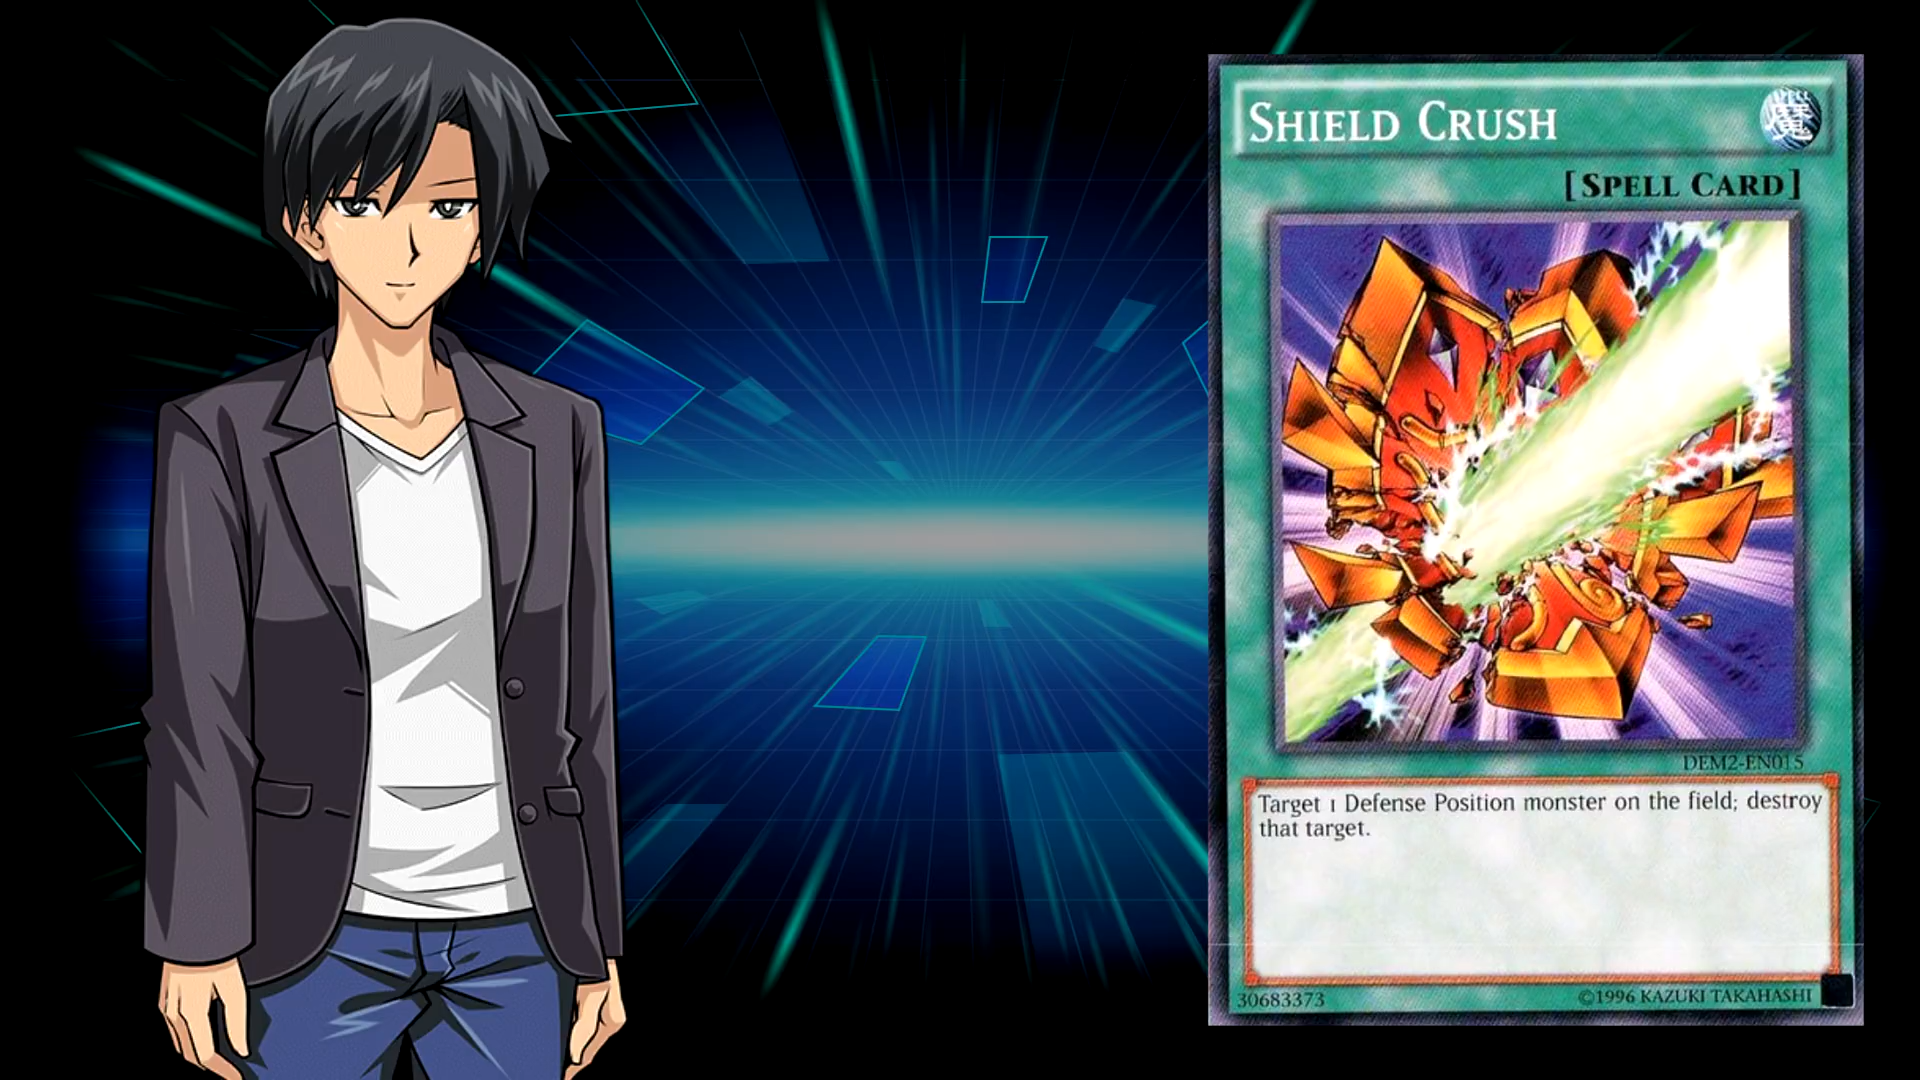 SHIELD CRUSH
魔
[SPELL CARD]
DEM2-EN015
Target 1 Defense Position monster on the field; destroy
that target.
30683373
©1996 KAZUKI TAKAHASHI